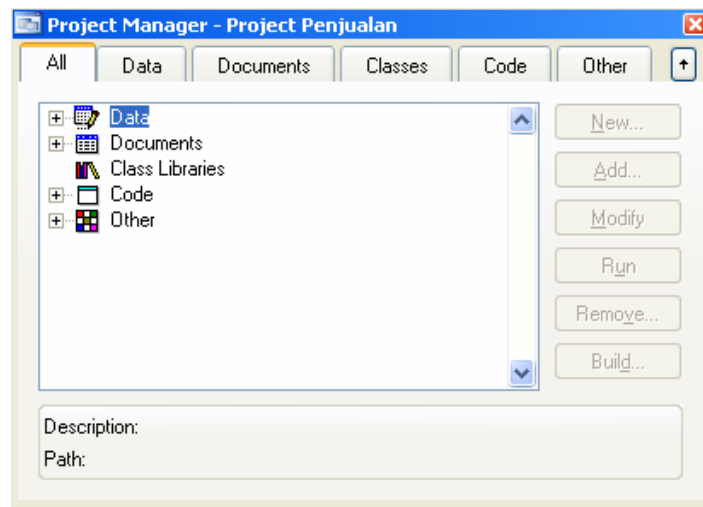 Project Manager - Project Penjualan
All Data Documents Classes Code Other
Data
Documents
Class Libraries
Code
Other
New...
Add...
Modify
Run
Remove...
Build...
Description:
Path: